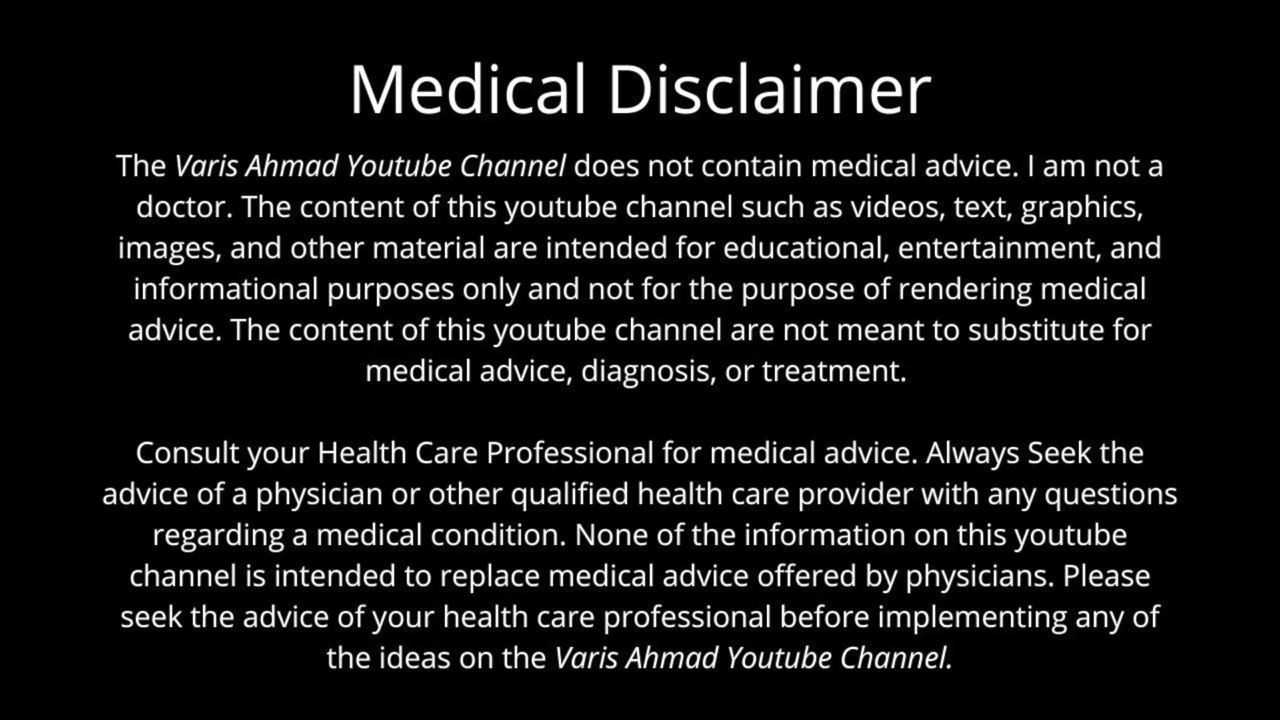 Medical Disclaimer
The Varis Ahmad Youtube Channel does not contain medical advice. I am not a
doctor. The content of this youtube channel such as videos, text, graphics,
images, and other material are intended for educational, entertainment, and
informational purposes only and not for the purpose of rendering medical
advice. The content of this youtube channel are not meant to substitute for
medical advice, diagnosis, or treatment.
Consult your Health Care Professional for medical advice. Always Seek the
advice of a physician or other qualified health care provider with any questions
regarding a medical condition. None of the information on this youtube
channel is intended to replace medical advice offered by physicians. Please
seek the advice of your health care professional before implementing any of
the ideas on the Varis Ahmad Youtube Channel.